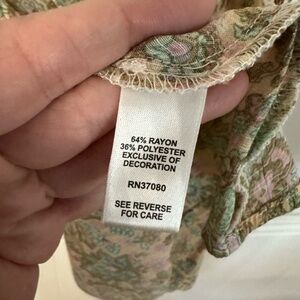 64% RAYON
36% POLYESTER
EXCLUSIVE OF
DECORATION
RN37080
SEE REVERSE
FOR CARE